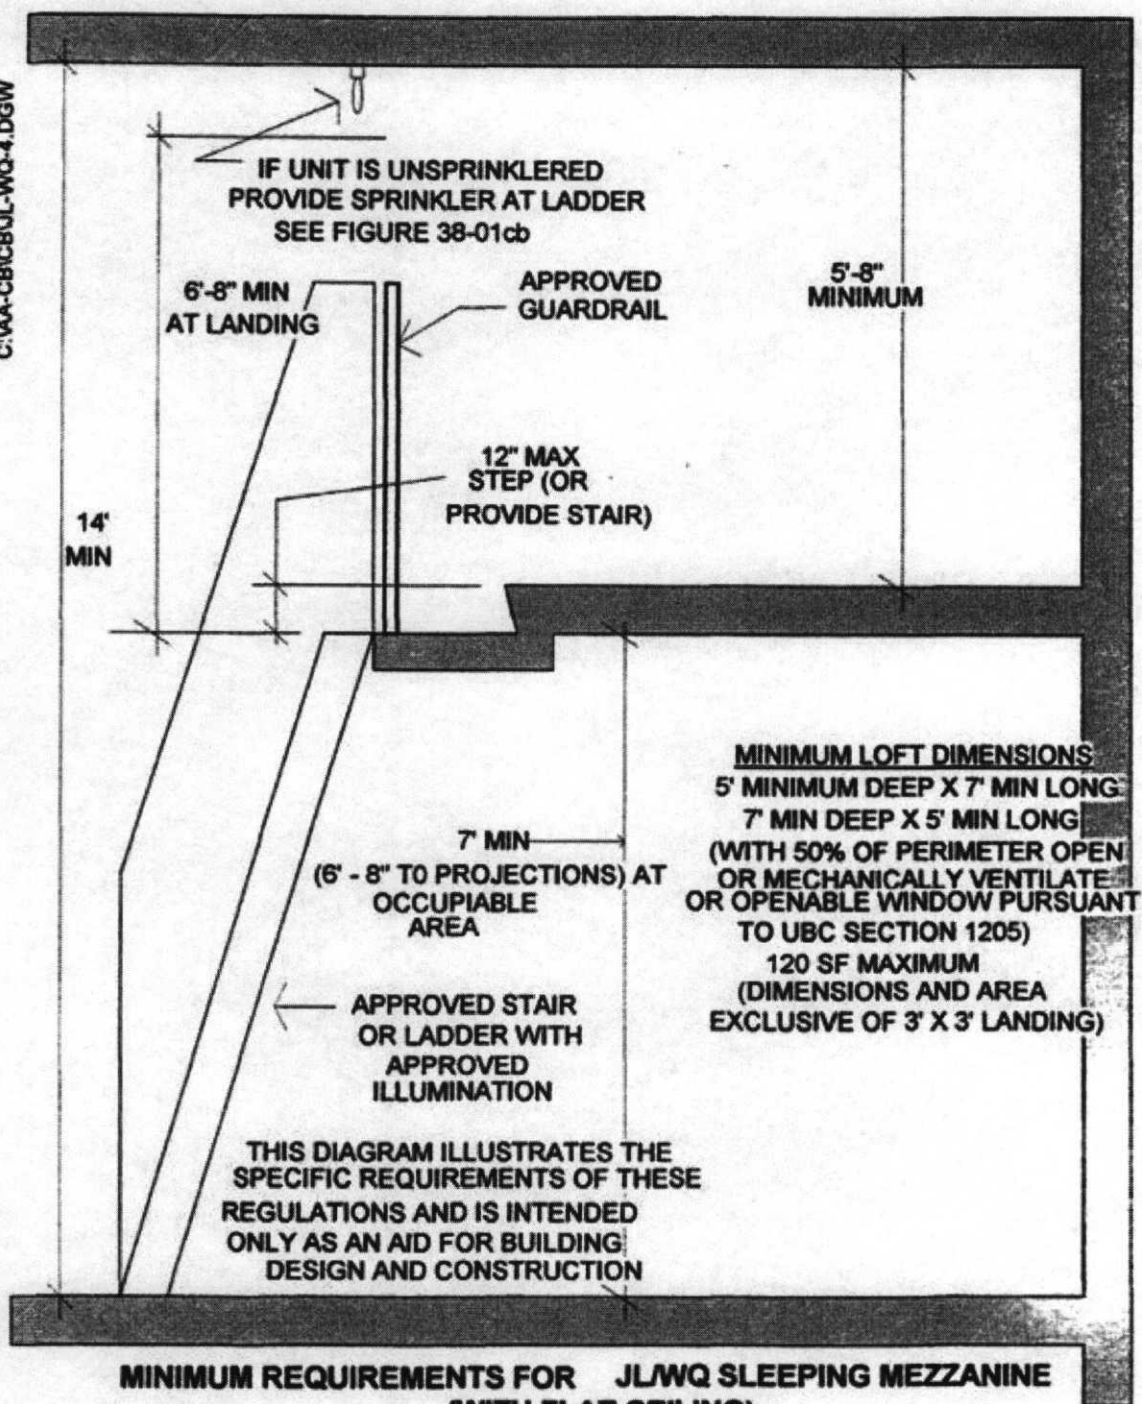 C:\AA-CB\CB\JL-WQ-4.DGW
IF UNIT IS UNSPRINKLERED
PROVIDE SPRINKLER AT LADDER
SEE FIGURE 38-01cb
6'-8" MIN
AT LANDING
APPROVED
GUARDRAIL
5'-8"
MINIMUM
12" MAX
STEP (OR
PROVIDE STAIR)
14'
MIN
MINIMUM LOFT DIMENSIONS
5' MINIMUM DEEP X 7' MIN LONG
7' MIN DEEP X 5' MIN LONG
(WITH 50% OF PERIMETER OPEN
OR MECHANICALLY VENTILATE
OR OPENABLE WINDOW PURSUANT
TO UBC SECTION 1205)
120 SF MAXIMUM
(DIMENSIONS AND AREA
EXCLUSIVE OF 3' X 3' LANDING)
7' MIN
(6' - 8" TO PROJECTIONS) AT
OCCUPIABLE
AREA
APPROVED STAIR
OR LADDER WITH
APPROVED
ILLUMINATION
THIS DIAGRAM ILLUSTRATES THE
SPECIFIC REQUIREMENTS OF THESE
REGULATIONS AND IS INTENDED
ONLY AS AN AID FOR BUILDING
DESIGN AND CONSTRUCTION
MINIMUM REQUIREMENTS FOR JL/WQ SLEEPING MEZZANINE
(WITH FLAT CEILING)